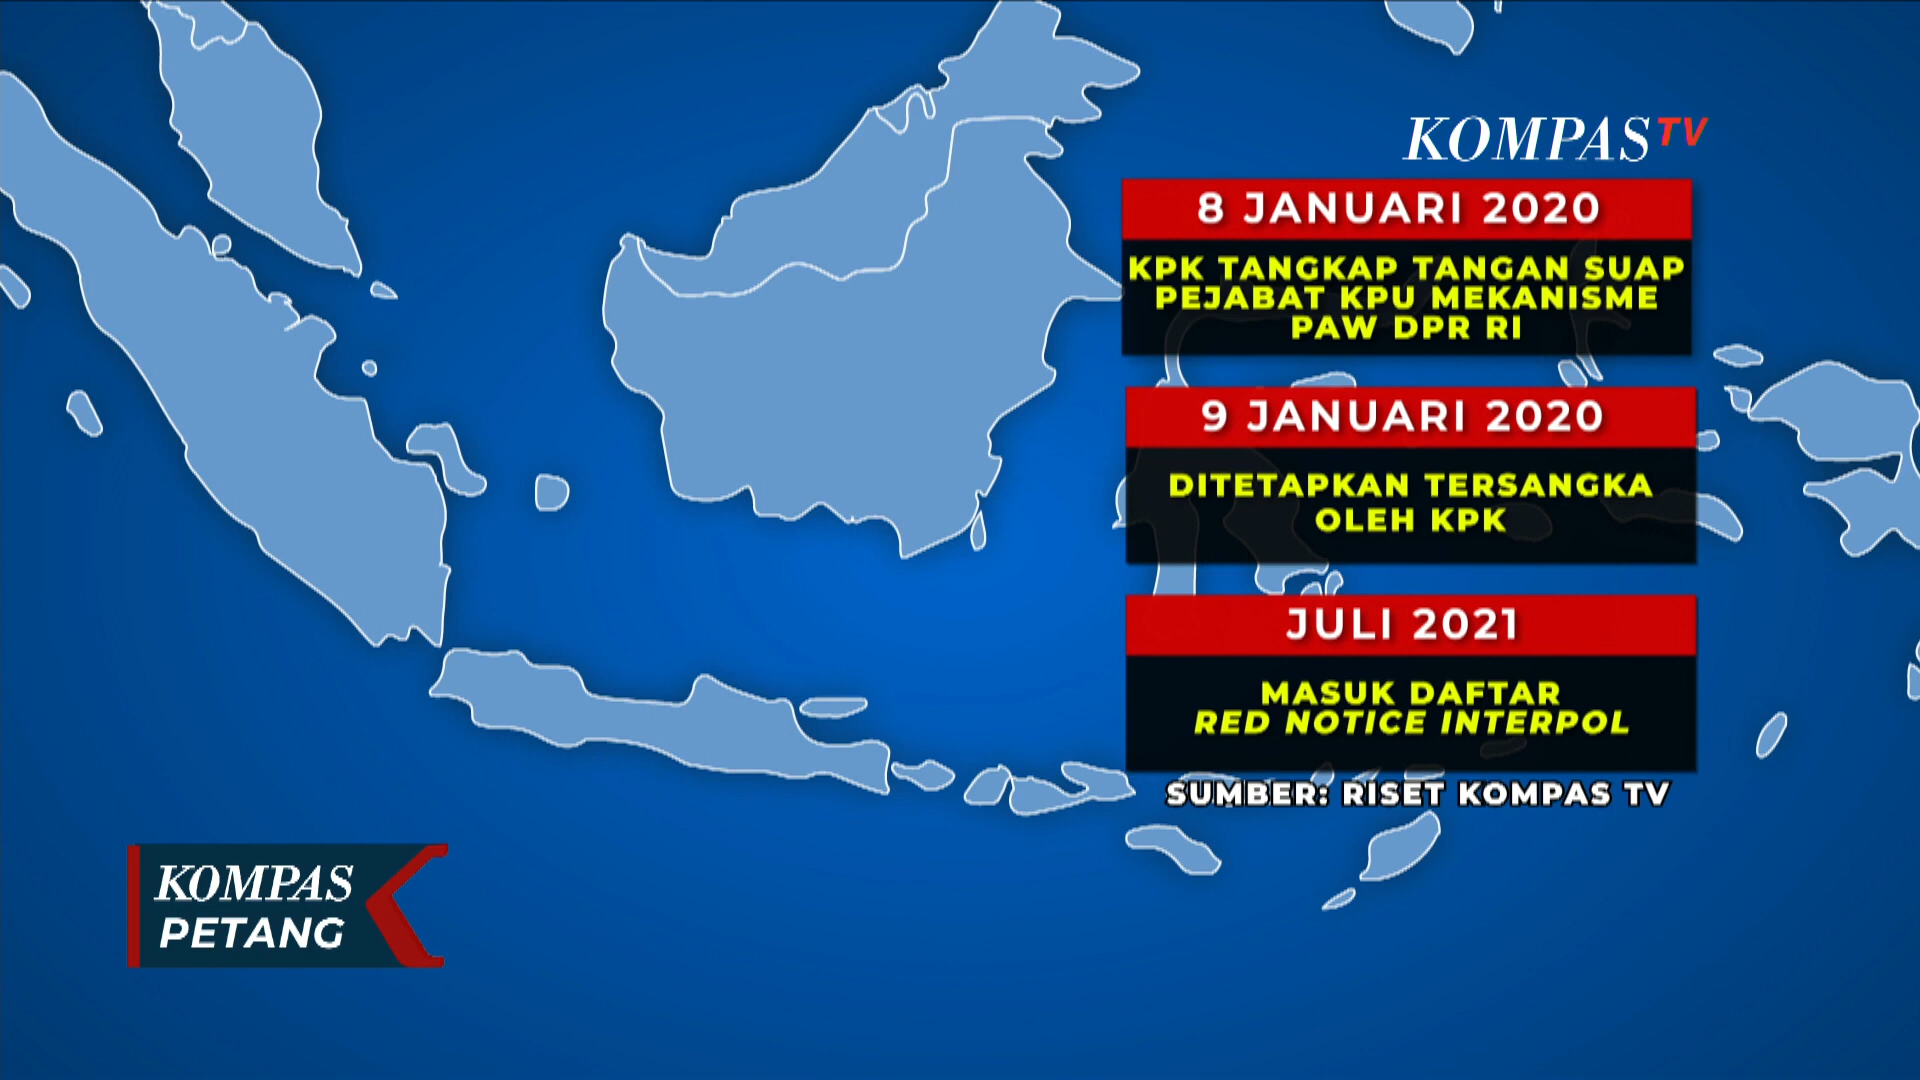 KOMPAS TV
8 JANUARI 2020
KPK TANGKAP TANGAN SUAP
PEJABAT KPU MEKANISME
PAW DPR RI
9 JANUARI 2020
DITETAPKAN TERSANGKA
OLEH KPK
JULI 2021
MASUK DAFTAR
RED NOTICE INTERPOL
SUMBER: RISET KOMPAS TV
KOMPAS
PETANG